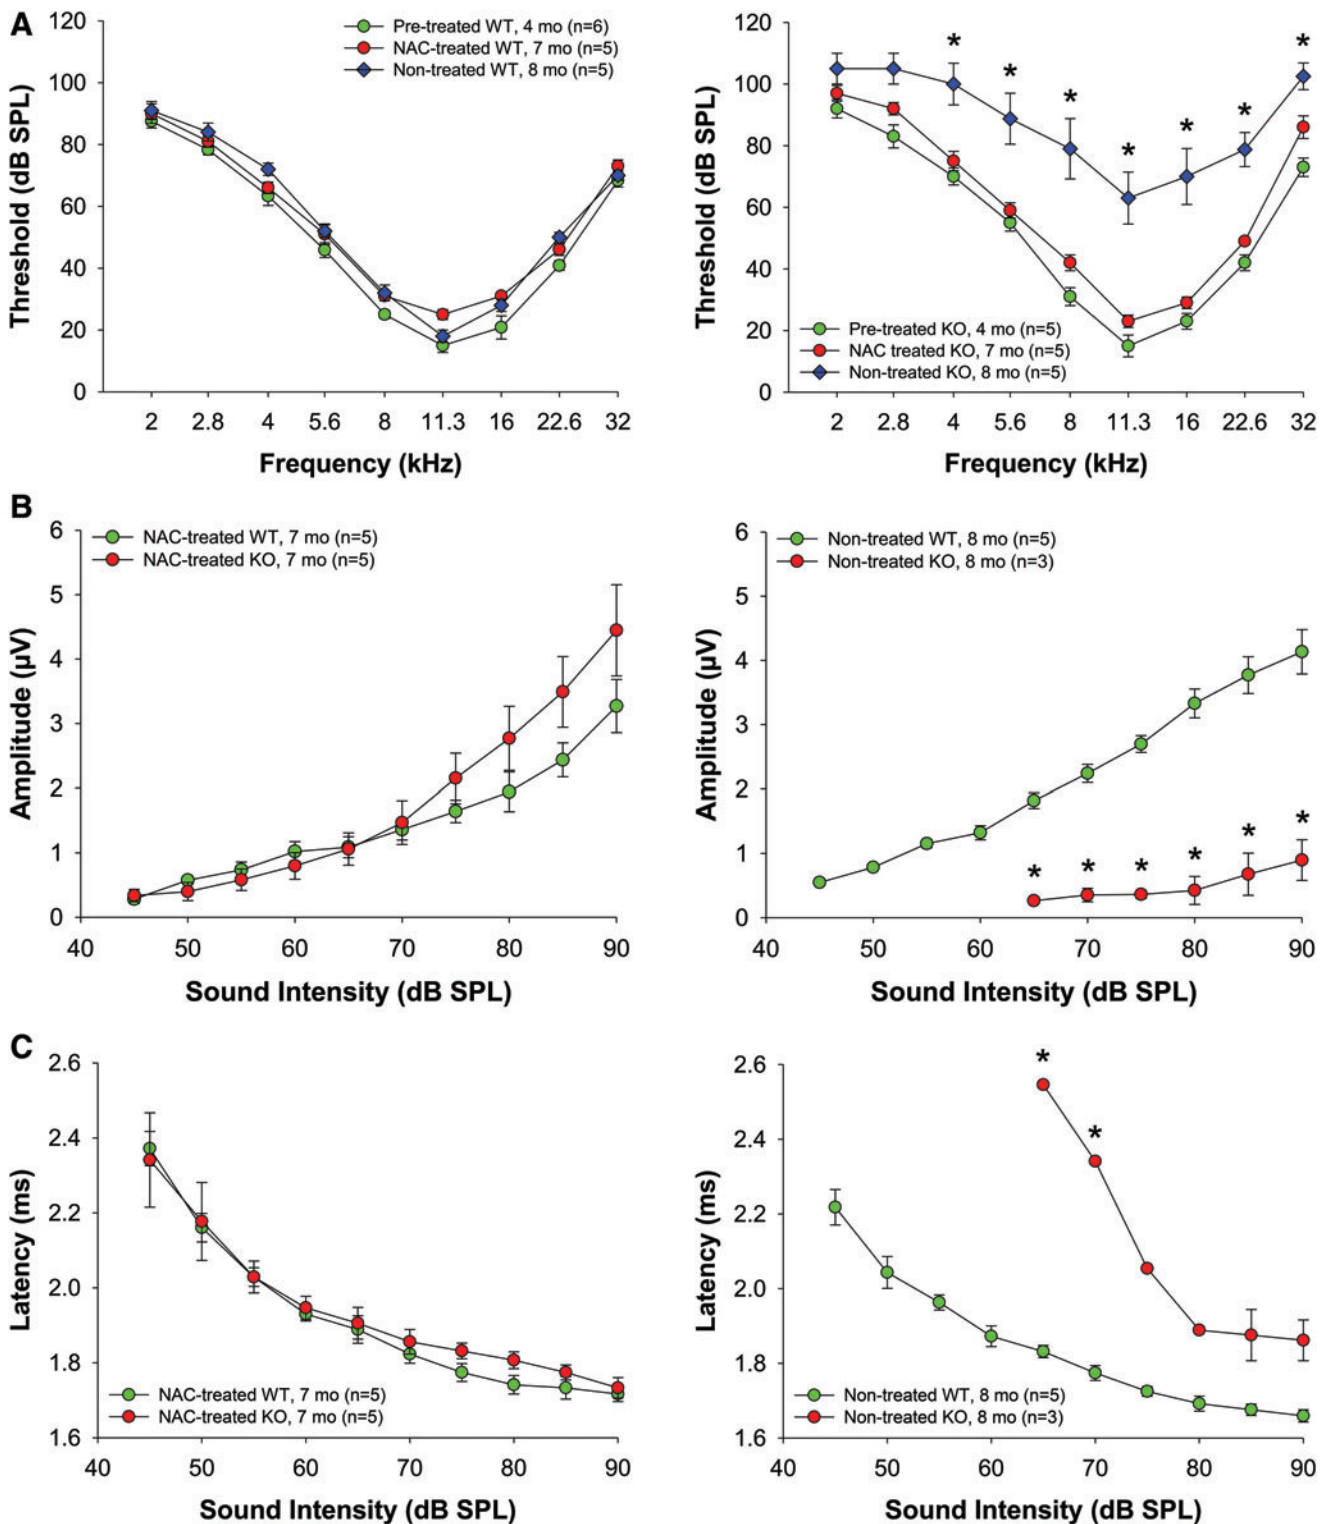 A
Threshold (dB SPL)
120
100
80
60
40
20
0
Pre-treated WT, 4 mo (n=6)
NAC-treated WT, 7 mo (n=5)
Non-treated WT, 8 mo (n=5)
2 2.8 4 5.6 8 11.3 16 22.6 32
Frequency (kHz)
Threshold (dB SPL)
120
100
80
60
40
20
0
* * * * * * * *
Pre-treated KO, 4 mo (n=5)
NAC treated KO, 7 mo (n=5)
Non-treated KO, 8 mo (n=5)
2 2.8 4 5.6 8 11.3 16 22.6 32
Frequency (kHz)
B
Amplitude (µV)
6
5
4
3
2
1
0
NAC-treated WT, 7 mo (n=5)
NAC-treated KO, 7 mo (n=5)
40 50 60 70 80 90
Sound Intensity (dB SPL)
Amplitude (µV)
6
5
4
3
2
1
0
Non-treated WT, 8 mo (n=5)
Non-treated KO, 8 mo (n=3)
* * * * * *
40 50 60 70 80 90
Sound Intensity (dB SPL)
C
Latency (ms)
2.6
2.4
2.2
2.0
1.8
1.6
NAC-treated WT, 7 mo (n=5)
NAC-treated KO, 7 mo (n=5)
40 50 60 70 80 90
Sound Intensity (dB SPL)
Latency (ms)
2.6
2.4
2.2
2.0
1.8
1.6
* *
Non-treated WT, 8 mo (n=5)
Non-treated KO, 8 mo (n=3)
40 50 60 70 80 90
Sound Intensity (dB SPL)